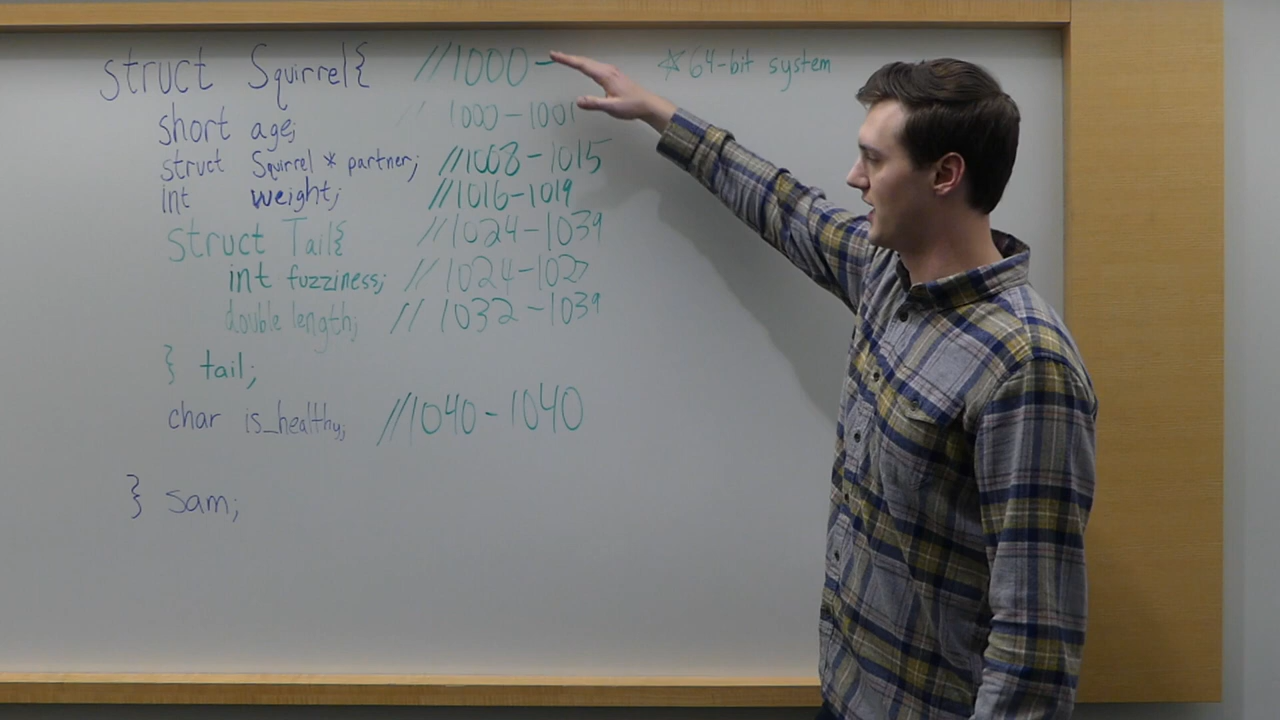 struct Squirrel{ //1000-
*64-bit system
short age; // 1000-1001
struct Squirrel * partner; //1008-1015
int weight; //1016-1019
struct Tail{ //1024-1039
int fuzziness; // 1024-1027
double length; // 1032-1039
} tail;
char is_healthy; //1040-1040
} sam;